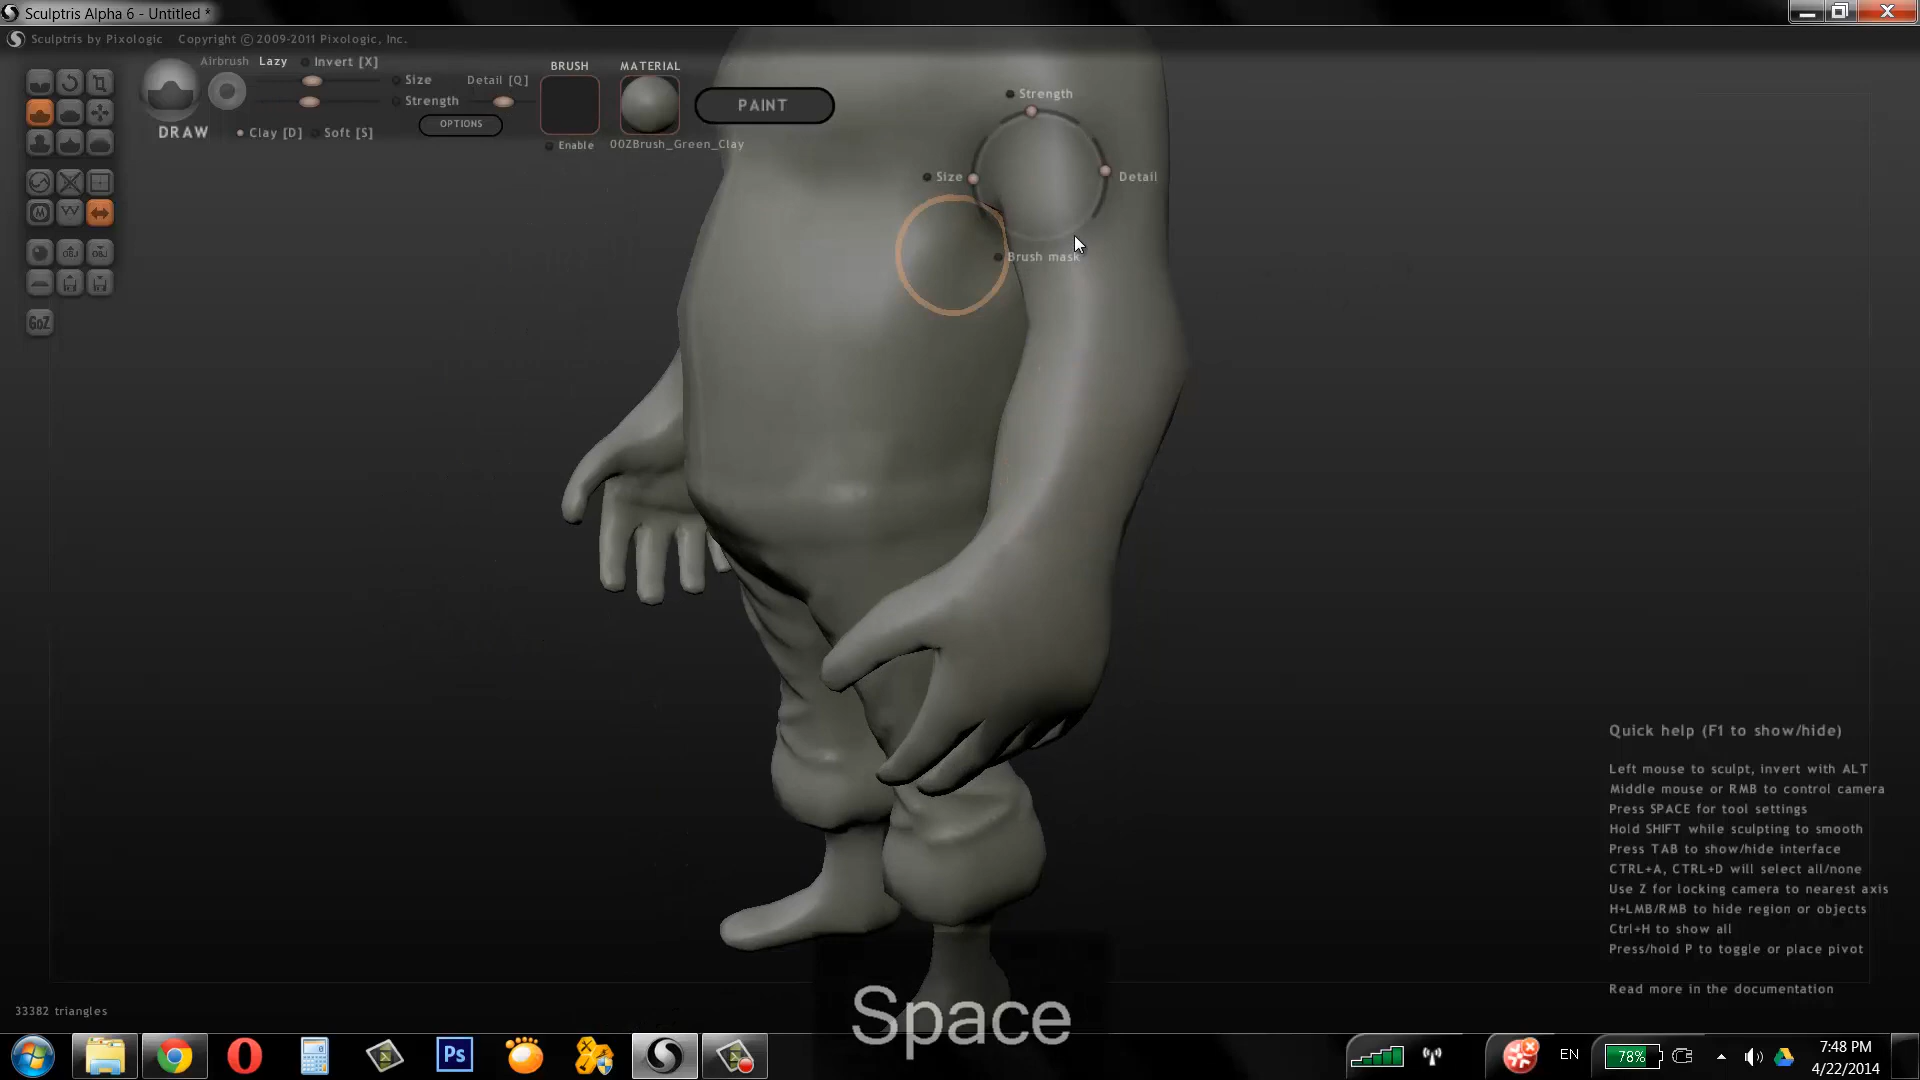 Sculptris Alpha 6 - Untitled *
Sculptris by Pixologic Copyright © 2009-2011 Pixologic, Inc.
Airbrush Lazy Invert [X]
Size Detail [Q]
Strength
OPTIONS
DRAW Clay [D] Soft [S]
BRUSH
Enable
MATERIAL
00ZBrush_Green_Clay
PAINT
Strength
Size
Detail
Brush mask
OBJ OBJ
GoZ
Quick help (F1 to show/hide)
Left mouse to sculpt, invert with ALT
Middle mouse or RMB to control camera
Press SPACE for tool settings
Hold SHIFT while sculpting to smooth
Press TAB to show/hide interface
CTRL+A, CTRL+D will select all/none
Use Z for locking camera to nearest axis
H+LMB/RMB to hide region or objects
Ctrl+H to show all
Press/hold P to toggle or place pivot
Read more in the documentation
33382 triangles
Space
Ps
EN
78%
7:48 PM
4/22/2014